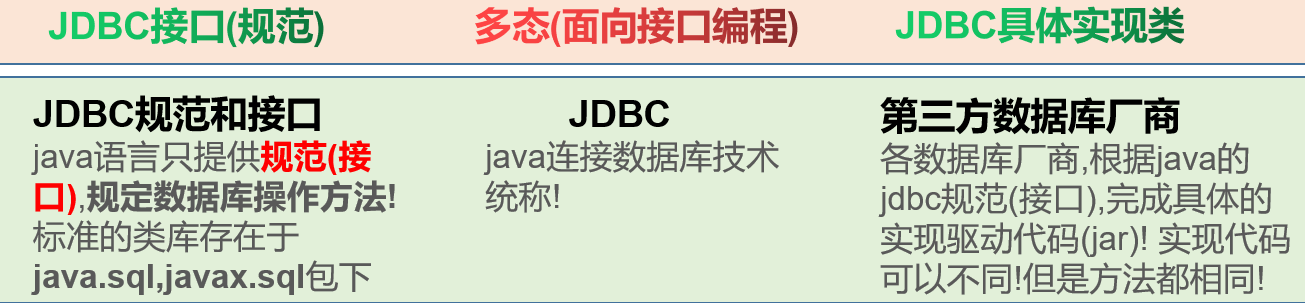 JDBC接口(规范)
多态(面向接口编程)
JDBC具体实现类
JDBC规范和接口
java语言只提供规范(接
口),规定数据库操作方法!
标准的类库存在于
java.sql,javax.sql包下
JDBC
java连接数据库技术
统称!
第三方数据库厂商
各数据库厂商,根据java的
jdbc规范(接口),完成具体的
实现驱动代码(jar)! 实现代码
可以不同!但是方法都相同!